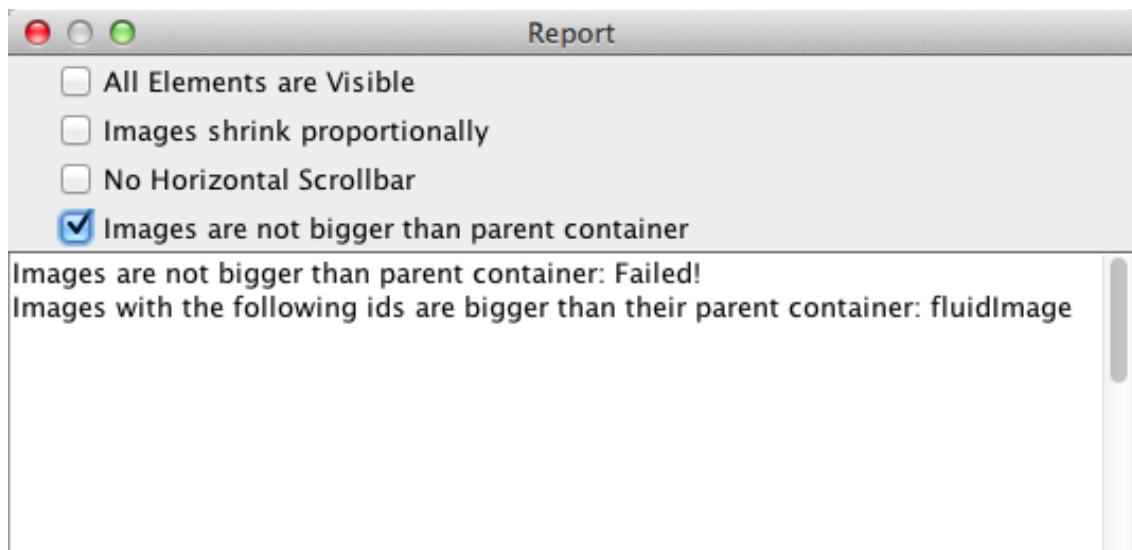 Report
All Elements are Visible
Images shrink proportionally
No Horizontal Scrollbar
Images are not bigger than parent container
Images are not bigger than parent container: Failed!
Images with the following ids are bigger than their parent container: fluidImage